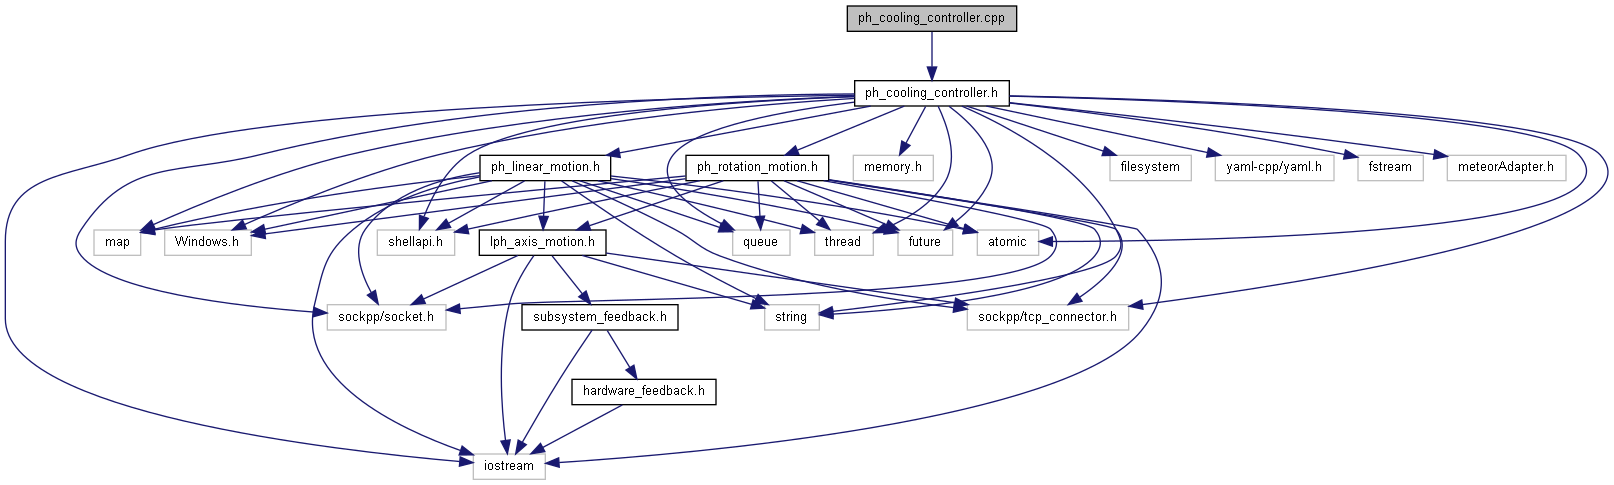 ph_cooling_controller.cpp
ph_cooling_controller.h
ph_linear_motion.h
ph_rotation_motion.h
memory.h
filesystem
yaml-cpp/yaml.h
fstream
meteorAdapter.h
map
Windows.h
shellapi.h
lph_axis_motion.h
queue
thread
future
atomic
sockpp/socket.h
subsystem_feedback.h
string
sockpp/tcp_connector.h
hardware_feedback.h
iostream